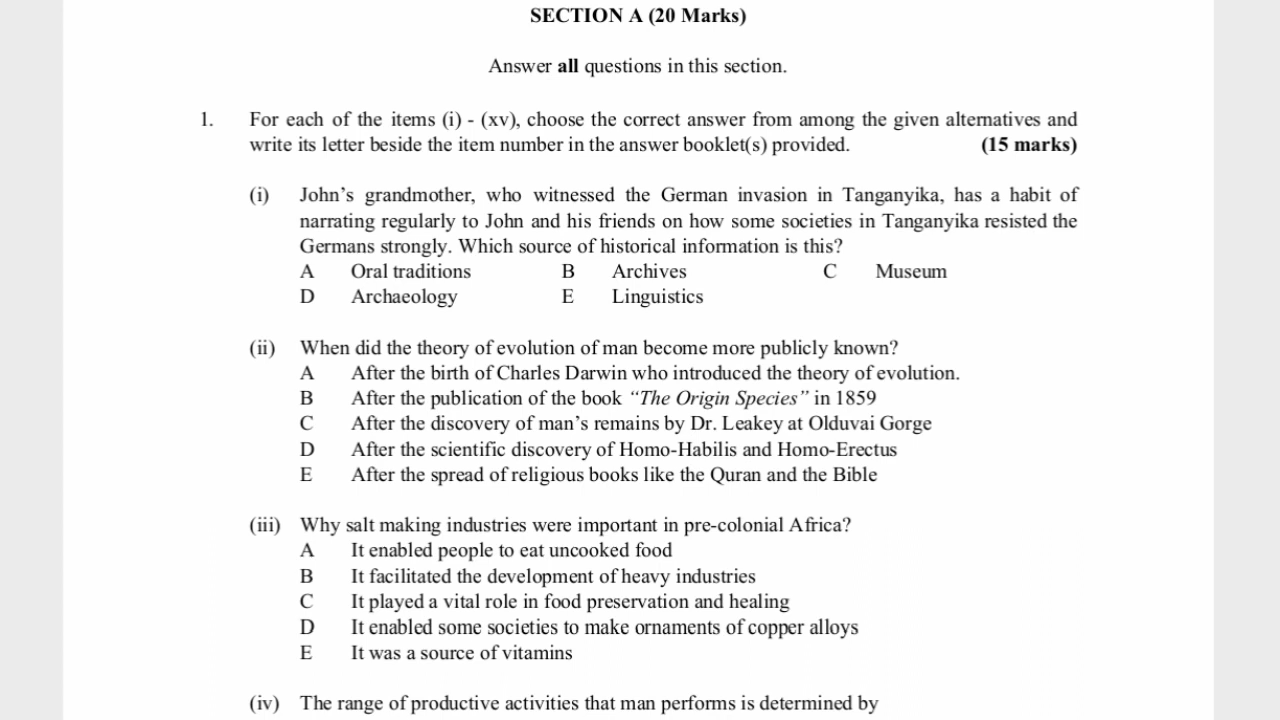 SECTION A (20 Marks)
Answer all questions in this section.
1. For each of the items (i) - (xv), choose the correct answer from among the given alternatives and
write its letter beside the item number in the answer booklet(s) provided. (15 marks)
(i) John’s grandmother, who witnessed the German invasion in Tanganyika, has a habit of
narrating regularly to John and his friends on how some societies in Tanganyika resisted the
Germans strongly. Which source of historical information is this?
A Oral traditions B Archives C Museum
D Archaeology E Linguistics
(ii) When did the theory of evolution of man become more publicly known?
A After the birth of Charles Darwin who introduced the theory of evolution.
B After the publication of the book “The Origin Species” in 1859
C After the discovery of man’s remains by Dr. Leakey at Olduvai Gorge
D After the scientific discovery of Homo-Habilis and Homo-Erectus
E After the spread of religious books like the Quran and the Bible
(iii) Why salt making industries were important in pre-colonial Africa?
A It enabled people to eat uncooked food
B It facilitated the development of heavy industries
C It played a vital role in food preservation and healing
D It enabled some societies to make ornaments of copper alloys
E It was a source of vitamins
(iv) The range of productive activities that man performs is determined by